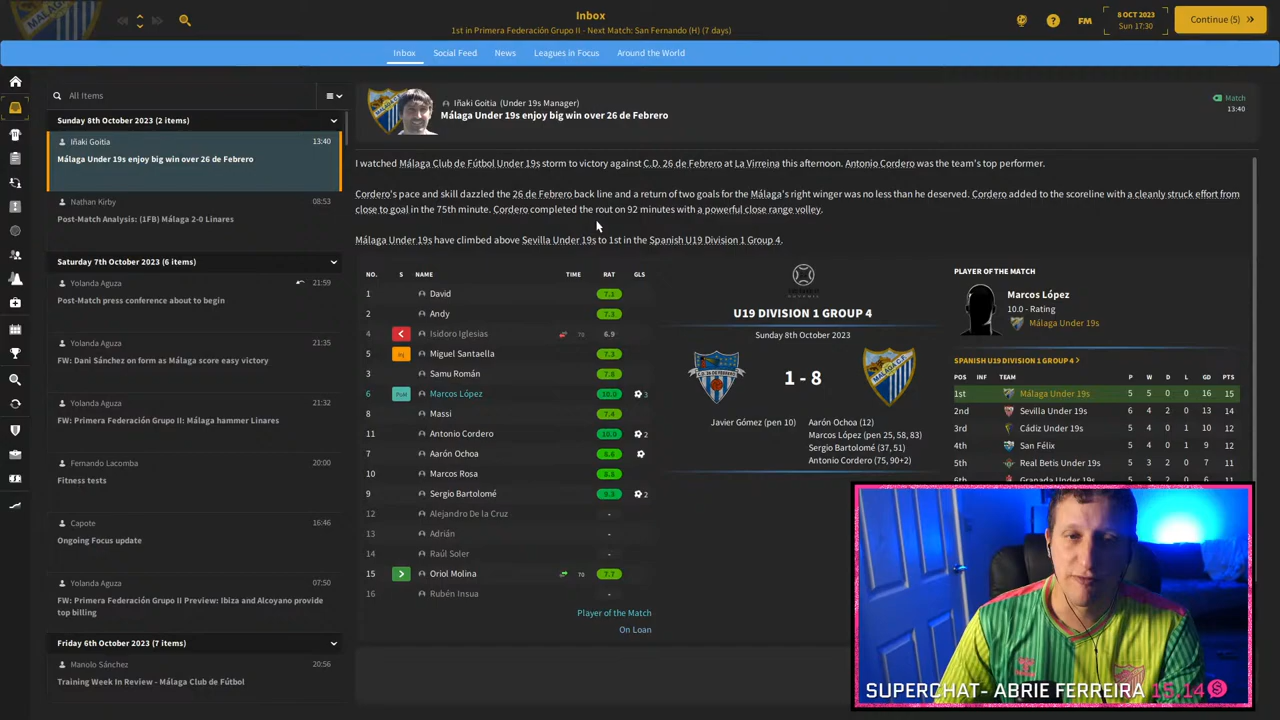 Inbox
1st in Primera Federación Grupo II - Next Match: San Fernando (H) (7 days)
FM
8 OCT 2023
Sun 17:30
Continue (5)
Inbox
Social Feed
News
Leagues in Focus
Around the World
All Items
Sunday 8th October 2023 (2 items)
Iñaki Goitia
13:40
Málaga Under 19s enjoy big win over 26 de Febrero
Nathan Kirby
08:53
Post-Match Analysis: (1FB) Málaga 2-0 Linares
Saturday 7th October 2023 (6 items)
Yolanda Aguza
21:59
Post-Match press conference about to begin
Yolanda Aguza
21:35
FW: Dani Sánchez on form as Málaga score easy victory
Yolanda Aguza
21:32
FW: Primera Federación Grupo II: Málaga hammer Linares
Fernando Lacomba
20:00
Fitness tests
Capote
16:46
Ongoing Focus update
Yolanda Aguza
07:50
FW: Primera Federación Grupo II Preview: Ibiza and Alcoyano provide
top billing
Friday 6th October 2023 (7 items)
Manolo Sánchez
20:56
Training Week In Review - Málaga Club de Fútbol
Iñaki Goitia (Under 19s Manager)
Málaga Under 19s enjoy big win over 26 de Febrero
Match
13:40
I watched Málaga Club de Fútbol Under 19s storm to victory against C.D. 26 de Febrero at La Virreina this afternoon. Antonio Cordero was the team's top performer.
Cordero's pace and skill dazzled the 26 de Febrero back line and a return of two goals for the Málaga's right winger was no less than he deserved. Cordero added to the scoreline with a cleanly struck effort from
close to goal in the 75th minute. Cordero completed the rout on 92 minutes with a powerful close range volley.
Málaga Under 19s have climbed above Sevilla Under 19s to 1st in the Spanish U19 Division 1 Group 4.
NO. S NAME TIME RAT GLS
1 David 7.1
2 Andy 7.3
4 Isidoro Iglesias 70 6.9
5 Inj Miguel Santaella 7.3
3 Samu Román 7.8
6 PoM Marcos López 10.0 3
8 Massi 7.4
11 Antonio Cordero 10.0 2
7 Aarón Ochoa 8.6
10 Marcos Rosa 8.8
9 Sergio Bartolomé 9.3 2
12 Alejandro De la Cruz -
13 Adrián -
14 Raúl Soler -
15 Oriol Molina 70 7.7
16 Rubén Insua -
Player of the Match
On Loan
U19 DIVISION 1 GROUP 4
Sunday 8th October 2023
1 - 8
Javier Gómez (pen 10)
Aarón Ochoa (12)
Marcos López (pen 25, 58, 83)
Sergio Bartolomé (37, 51)
Antonio Cordero (75, 90+2)
PLAYER OF THE MATCH
Marcos López
10.0 - Rating
Málaga Under 19s
SPANISH U19 DIVISION 1 GROUP 4
POS INF TEAM P W D L GD PTS
1st Málaga Under 19s 5 5 0 0 16 15
2nd Sevilla Under 19s 6 4 2 0 13 14
3rd Cádiz Under 19s 5 4 0 1 10 12
4th San Félix 5 4 0 1 9 12
5th Real Betis Under 19s 5 3 2 0 7 11
6th Granada Under 19s 5 3 2 0 6 11
SUPERCHAT- ABRIE FERREIRA 15.14 $